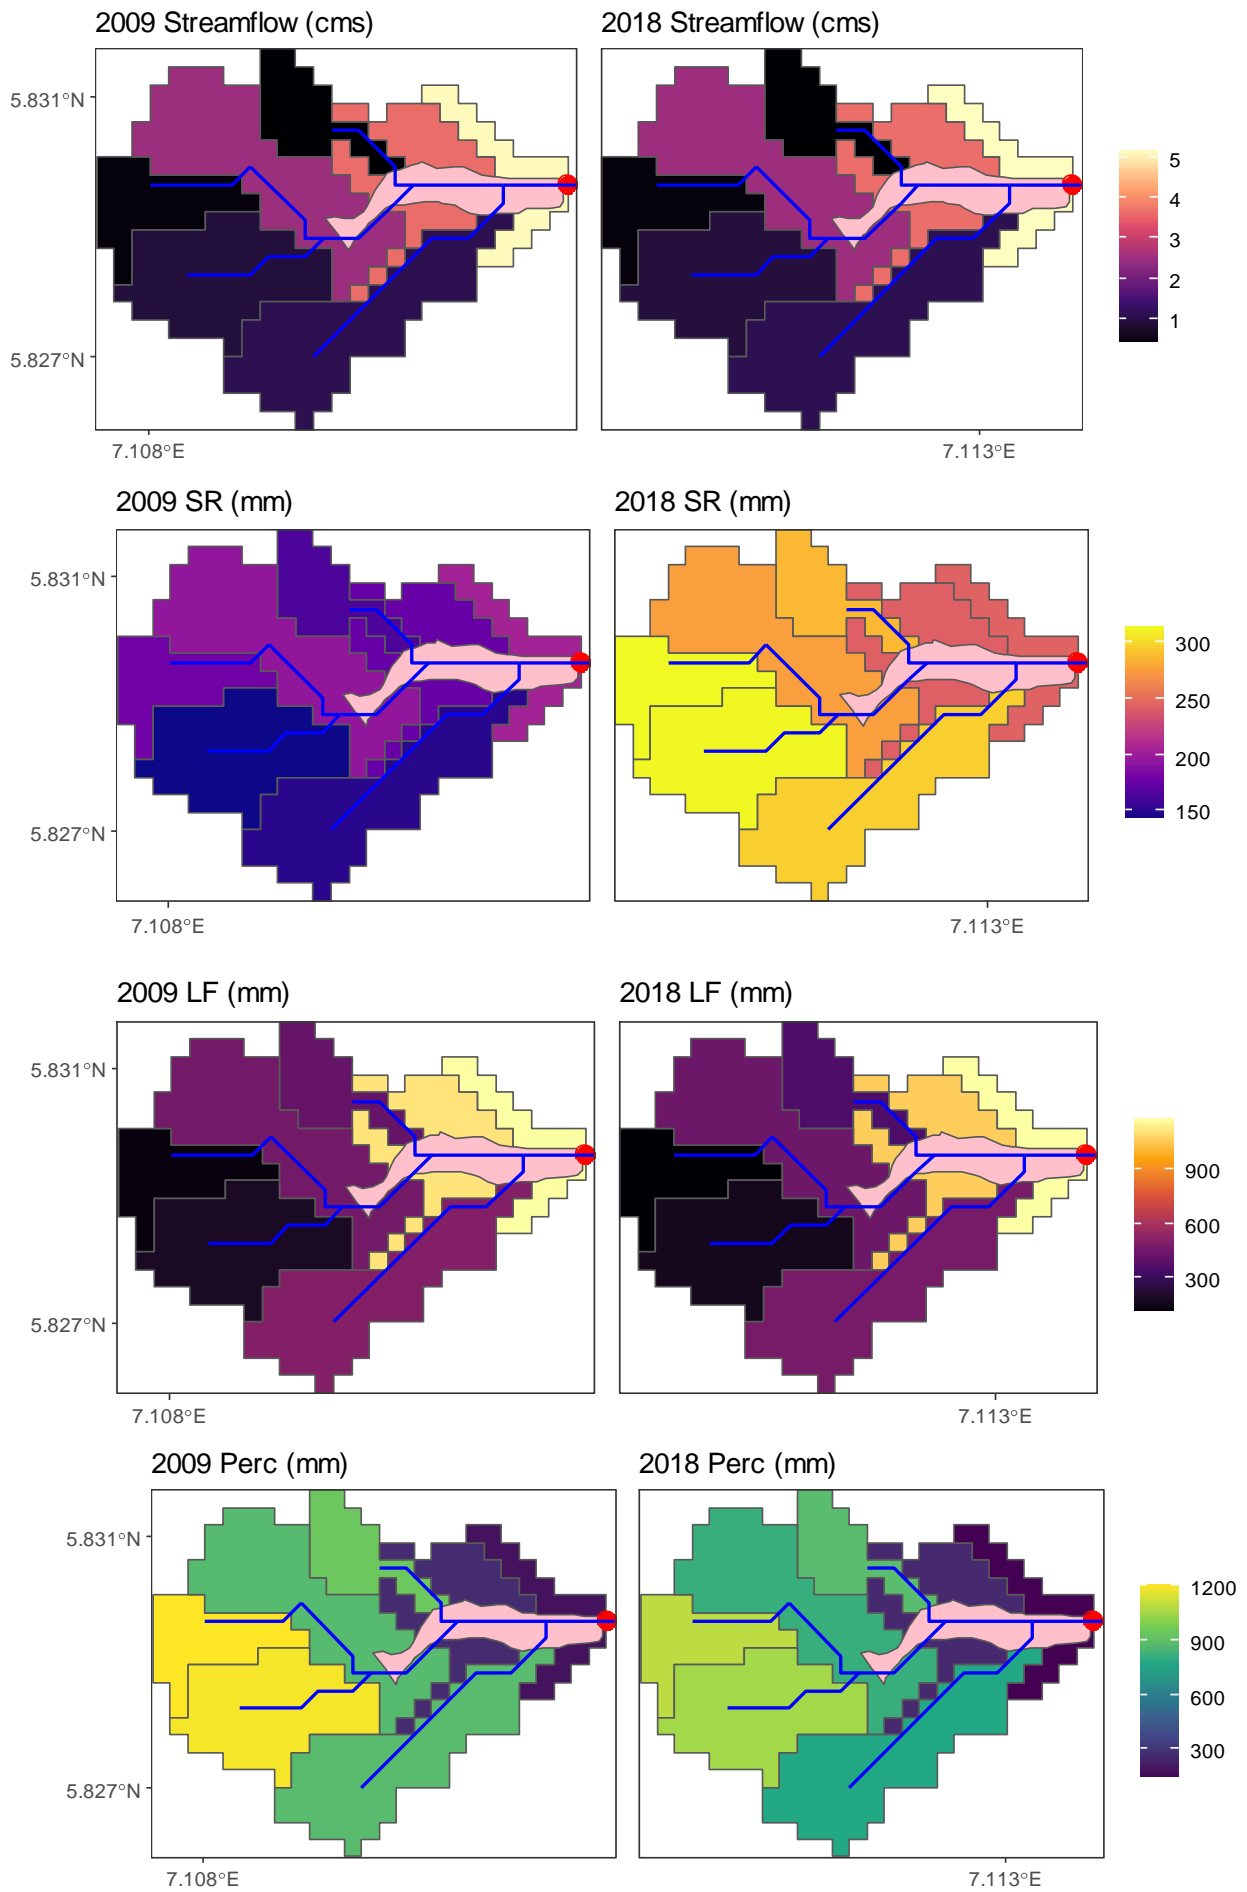 2009 Streamflow (cms) 2018 Streamflow (cms)
5.831°N
5.827°N
7.108°E 7.113°E
5
4
3
2
1
2009 SR (mm) 2018 SR (mm)
5.831°N
5.827°N
7.108°E 7.113°E
300
250
200
150
2009 LF (mm) 2018 LF (mm)
5.831°N
5.827°N
7.108°E 7.113°E
900
600
300
2009 Perc (mm) 2018 Perc (mm)
5.831°N
5.827°N
7.108°E 7.113°E
1200
900
600
300